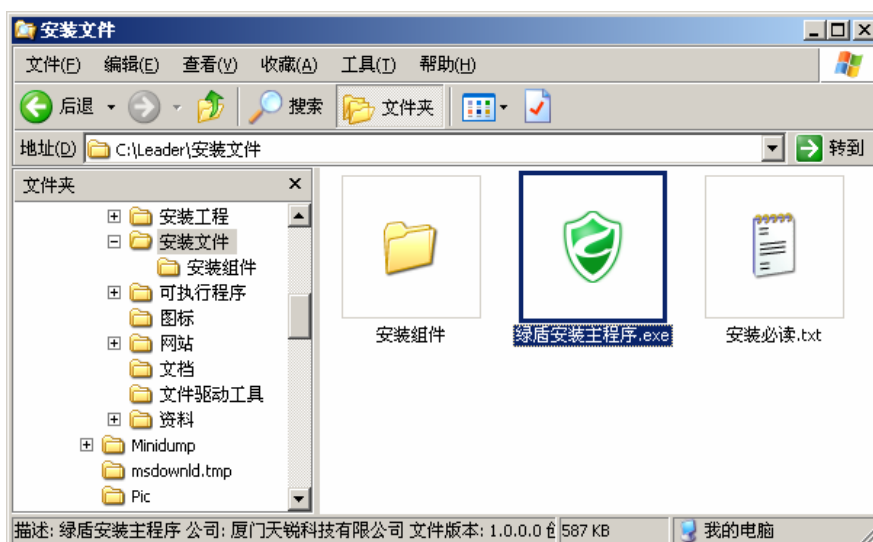 安装文件
文件(F) 编辑(E) 查看(V) 收藏(A) 工具(T) 帮助(H)
后退 搜索 文件夹
地址(D) C:\Leader\安装文件 转到
文件夹
安装工程
安装文件
安装组件
可执行程序
图标
网站
文档
文件驱动工具
资料
Minidump
msdownld.tmp
Pic
安装组件 绿盾安装主程序.exe 安装必读.txt
描述: 绿盾安装主程序 公司: 厦门天锐科技有限公司 文件版本: 1.0.0.0 587 KB 我的电脑